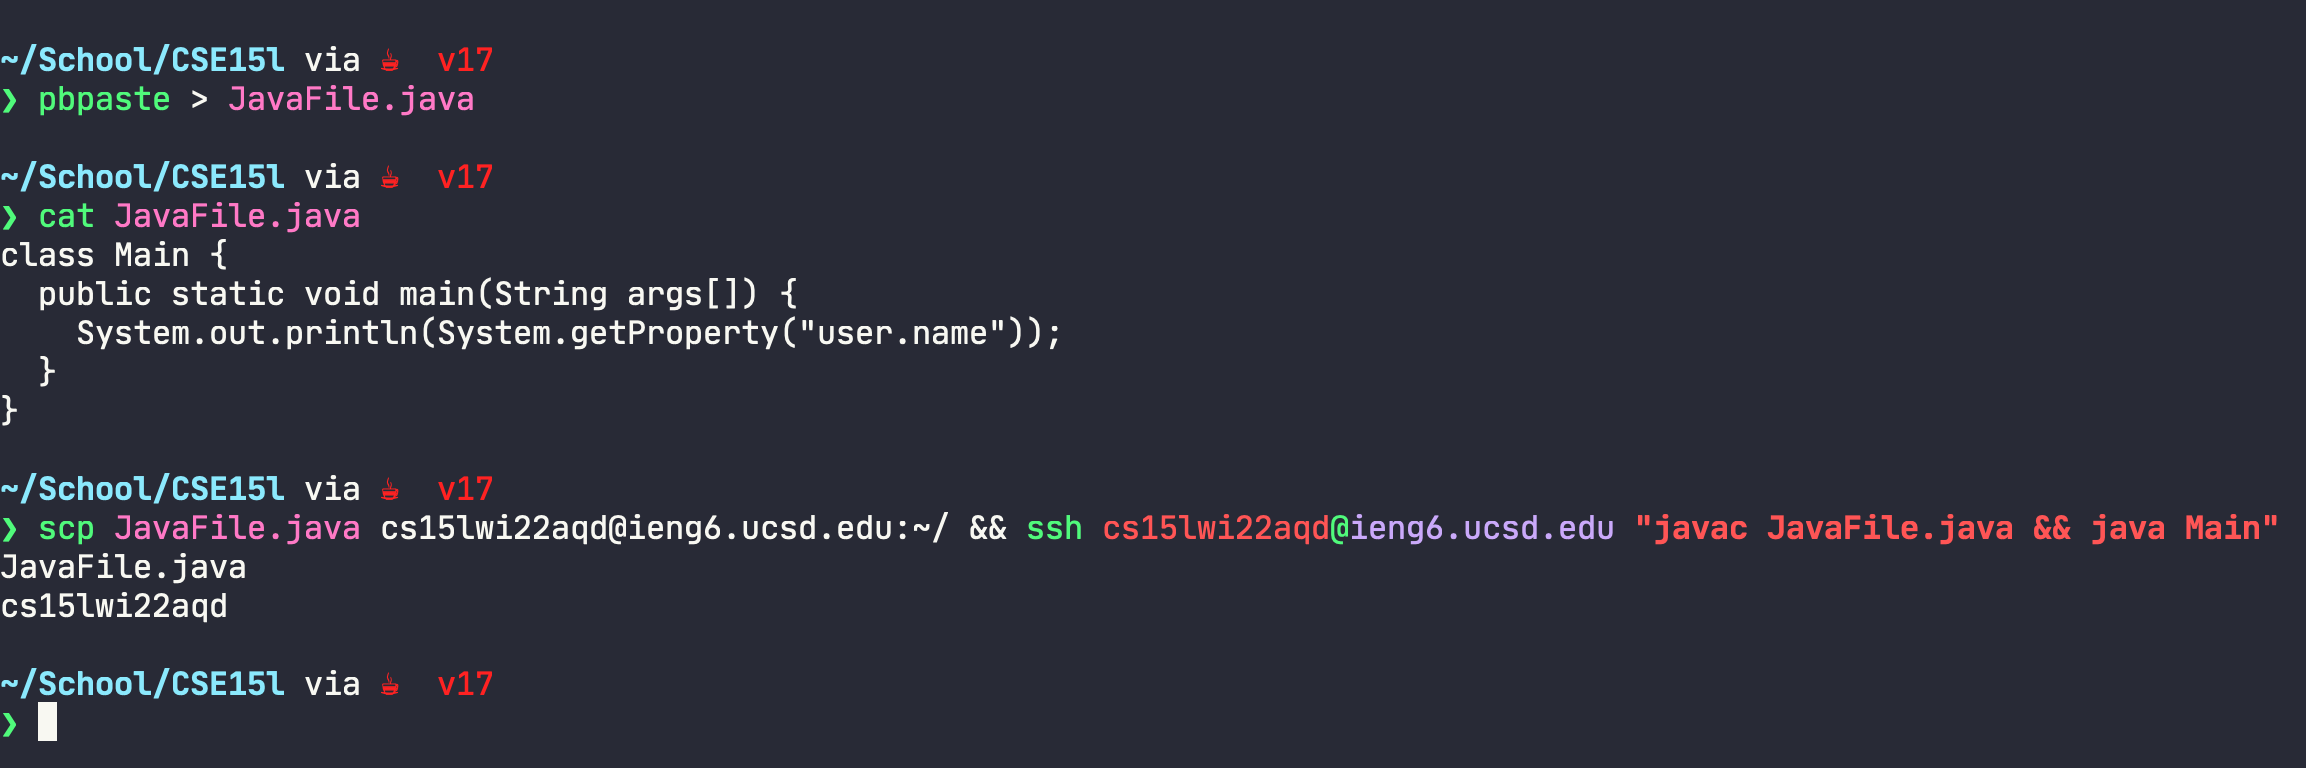 ~/School/CSE15l via ☕ v17
❯ pbpaste > JavaFile.java
~/School/CSE15l via ☕ v17
❯ cat JavaFile.java
class Main {
  public static void main(String args[]) {
    System.out.println(System.getProperty("user.name"));
  }
}
~/School/CSE15l via ☕ v17
❯ scp JavaFile.java cs15lwi22aqd@ieng6.ucsd.edu:~/ && ssh cs15lwi22aqd@ieng6.ucsd.edu "javac JavaFile.java && java Main"
JavaFile.java
cs15lwi22aqd
~/School/CSE15l via ☕ v17
❯